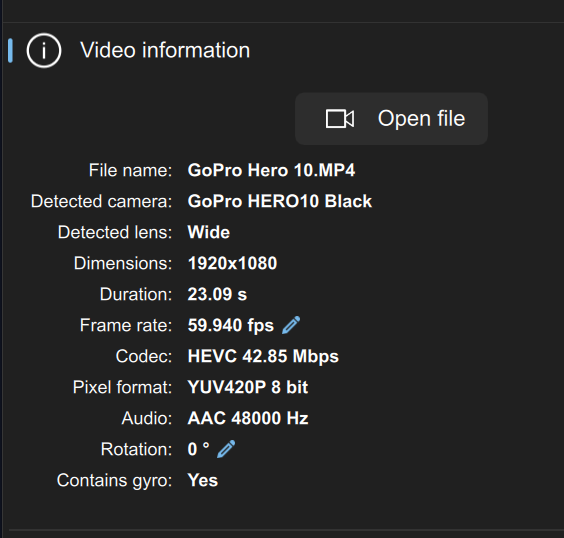 Video information
Open file
File name: GoPro Hero 10.MP4
Detected camera: GoPro HERO10 Black
Detected lens: Wide
Dimensions: 1920x1080
Duration: 23.09 s
Frame rate: 59.940 fps
Codec: HEVC 42.85 Mbps
Pixel format: YUV420P 8 bit
Audio: AAC 48000 Hz
Rotation: 0 °
Contains gyro: Yes